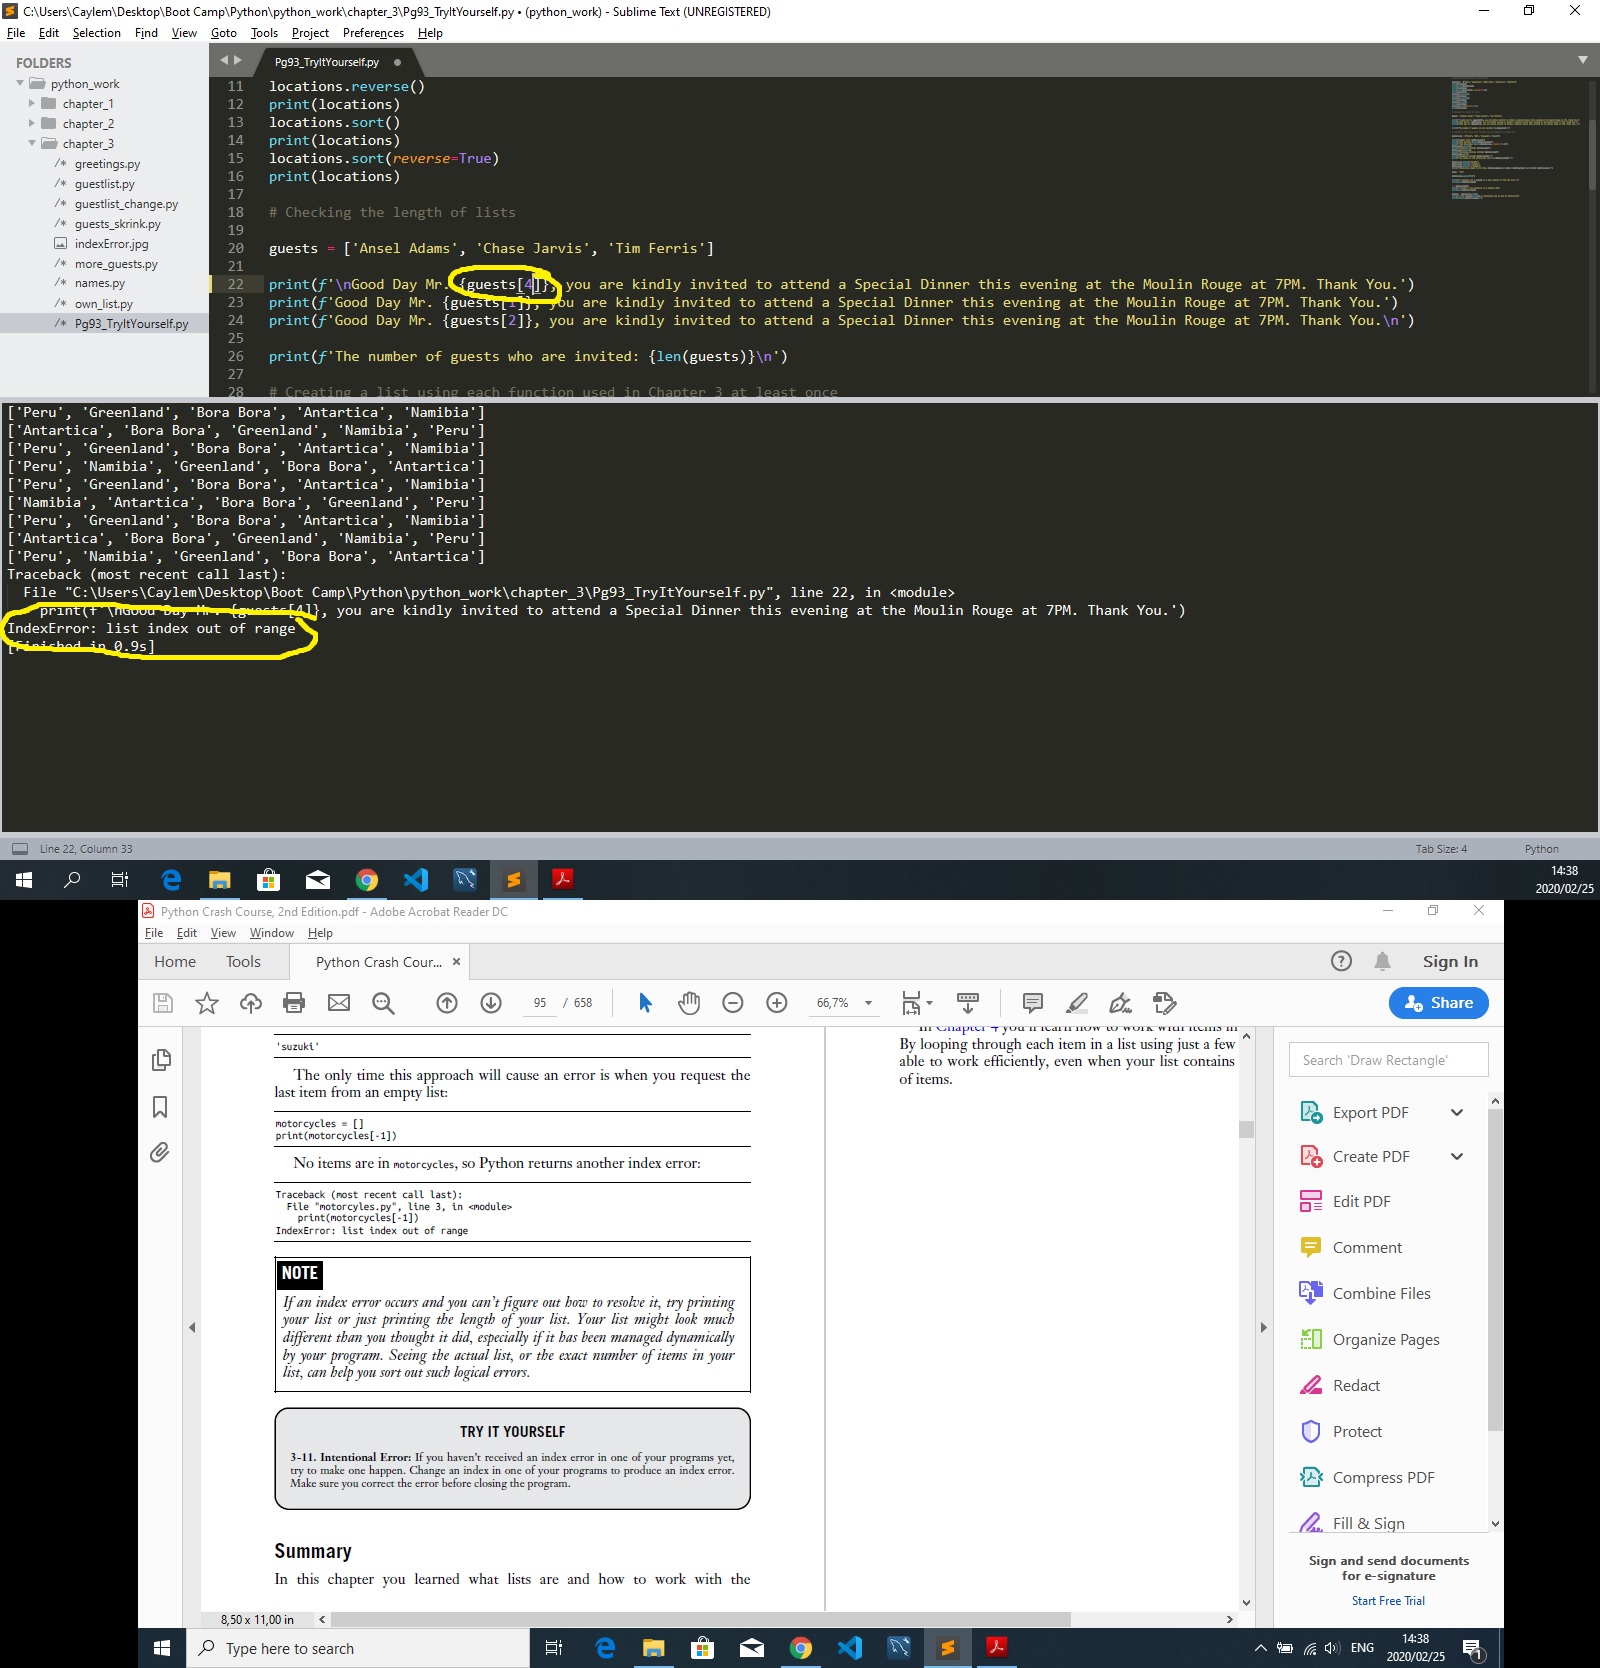 C:\Users\Caylem\Desktop\Boot Camp\Python\python_work\chapter_3\Pg93_TryItYourself.py • (python_work) - Sublime Text (UNREGISTERED)
File Edit Selection Find View Goto Tools Project Preferences Help
FOLDERS
python_work
chapter_1
chapter_2
chapter_3
/* greetings.py
/* guestlist.py
/* guestlist_change.py
/* guests_skrink.py
indexError.jpg
/* more_guests.py
/* names.py
/* own_list.py
/* Pg93_TryItYourself.py
Pg93_TryItYourself.py
11 locations.reverse()
12 print(locations)
13 locations.sort()
14 print(locations)
15 locations.sort(reverse=True)
16 print(locations)
17
18 # Checking the length of lists
19
20 guests = ['Ansel Adams', 'Chase Jarvis', 'Tim Ferris']
21
22 print(f'\nGood Day Mr. {guests[4]}, you are kindly invited to attend a Special Dinner this evening at the Moulin Rouge at 7PM. Thank You.')
23 print(f'Good Day Mr. {guests[1]}, you are kindly invited to attend a Special Dinner this evening at the Moulin Rouge at 7PM. Thank You.')
24 print(f'Good Day Mr. {guests[2]}, you are kindly invited to attend a Special Dinner this evening at the Moulin Rouge at 7PM. Thank You.\n')
25
26 print(f'The number of guests who are invited: {len(guests)}\n')
27
28 # Creating a list using each function used in Chapter 3 at least once
['Peru', 'Greenland', 'Bora Bora', 'Antartica', 'Namibia']
['Antartica', 'Bora Bora', 'Greenland', 'Namibia', 'Peru']
['Peru', 'Greenland', 'Bora Bora', 'Antartica', 'Namibia']
['Peru', 'Namibia', 'Greenland', 'Bora Bora', 'Antartica']
['Peru', 'Greenland', 'Bora Bora', 'Antartica', 'Namibia']
['Namibia', 'Antartica', 'Bora Bora', 'Greenland', 'Peru']
['Peru', 'Greenland', 'Bora Bora', 'Antartica', 'Namibia']
['Antartica', 'Bora Bora', 'Greenland', 'Namibia', 'Peru']
['Peru', 'Namibia', 'Greenland', 'Bora Bora', 'Antartica']
Traceback (most recent call last):
File "C:\Users\Caylem\Desktop\Boot Camp\Python\python_work\chapter_3\Pg93_TryItYourself.py", line 22, in <module>
print(f'\nGood Day Mr. {guests[4]}, you are kindly invited to attend a Special Dinner this evening at the Moulin Rouge at 7PM. Thank You.')
IndexError: list index out of range
[Finished in 0.9s]
Line 22, Column 33
Tab Size: 4 Python
14:38
2020/02/25
Python Crash Course, 2nd Edition.pdf - Adobe Acrobat Reader DC
File Edit View Window Help
Home Tools Python Crash Cour... × Sign In
95 / 658 66,7% Share
'suzuki'
The only time this approach will cause an error is when you request the
last item from an empty list:
motorcycles = []
print(motorcycles[-1])
No items are in motorcycles, so Python returns another index error:
Traceback (most recent call last):
File "motorcyles.py", line 3, in <module>
print(motorcycles[-1])
IndexError: list index out of range
NOTE
If an index error occurs and you can't figure out how to resolve it, try printing
your list or just printing the length of your list. Your list might look much
different than you thought it did, especially if it has been managed dynamically
by your program. Seeing the actual list, or the exact number of items in your
list, can help you sort out such logical errors.
TRY IT YOURSELF
3-11. Intentional Error: If you haven't received an index error in one of your programs yet,
try to make one happen. Change an index in one of your programs to produce an index error.
Make sure you correct the error before closing the program.
Summary
In this chapter you learned what lists are and how to work with the
In Chapter 4 you'll learn how to work with items in
By looping through each item in a list using just a few
able to work efficiently, even when your list contains
of items.
Search 'Draw Rectangle'
Export PDF
Create PDF
Edit PDF
Comment
Combine Files
Organize Pages
Redact
Protect
Compress PDF
Fill & Sign
Sign and send documents
for e-signature
Start Free Trial
8,50 x 11,00 in
Type here to search
ENG
14:38
2020/02/25
1